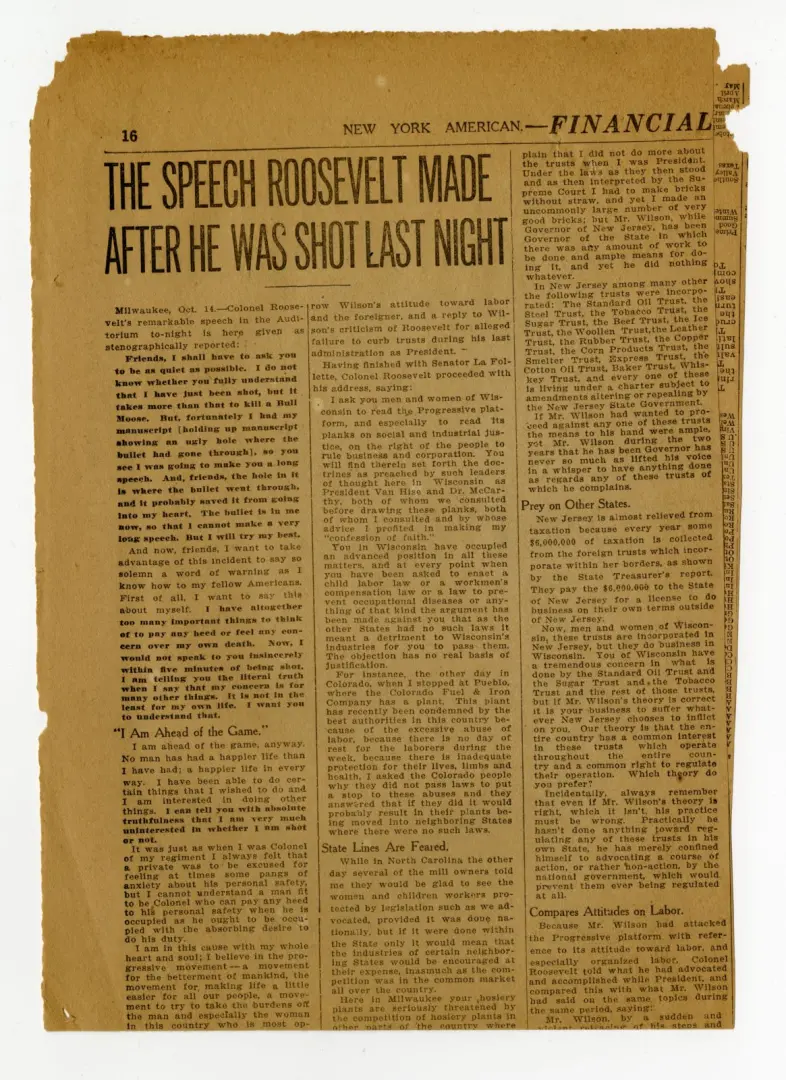 16
NEW YORK AMERICAN.—FINANCIAL
THE SPEECH ROOSEVELT MADE
AFTER HE WAS SHOT LAST NIGHT
Milwaukee, Oct. 14.—Colonel Roose-
velt's remarkable speech in the Audi-
torium to-night is here given as
stenographically reported:
Friends, I shall have to ask you
to be as quiet as possible. I do not
know whether you fully understand
that I have just been shot, but it
takes more than that to kill a Bull
Moose. But, fortunately I had my
manuscript [holding up manuscript
showing an ugly hole where the
bullet had gone through], so you
see I was going to make you a long
speech. And, friends, the hole in it
is where the bullet went through,
and it probably saved it from going
into my heart. The bullet is in me
now, so that I cannot make a very
long speech. But I will try my best.
And now, friends, I want to take
advantage of this incident to say so
solemn a word of warning as I
know how to my fellow Americans.
First of all, I want to say this
about myself. I have altogether
too many important things to think
of to pay any heed or feel any con-
cern over my own death. Now, I
would not speak to you insincerely
within five minutes of being shot.
I am telling you the literal truth
when I say that my concern is for
many other things. It is not in the
least for my own life. I want you
to understand that.
"I Am Ahead of the Game."
I am ahead of the game, anyway.
No man has had a happier life than
I have had; a happier life in every
way. I have been able to do cer-
tain things that I wished to do and
I am interested in doing other
things. I can tell you with absolute
truthfulness that I am very much
uninterested in whether I am shot
or not.
It was just as when I was Colonel
of my regiment I always felt that
a private was to be excused for
feeling at times some pangs of
anxiety about his personal safety,
but I cannot understand a man fit
to be Colonel who can pay any heed
to his personal safety when he is
occupied as he ought to be occu-
pied with the absorbing desire to
do his duty.
I am in this cause with my whole
heart and soul; I believe in the pro-
gressive movement—a movement
for the betterment of mankind, the
movement for making life a little
easier for all our people, a move-
ment to try to take the burdens off
the man and especially the woman
in this country who is most op-
row Wilson's attitude toward labor
and the foreigner, and a reply to Wil-
son's criticism of Roosevelt for alleged
failure to curb trusts during his last
administration as President.—
Having finished with Senator La Fol-
lette, Colonel Roosevelt proceeded with
his address, saying:
I ask you men and women of Wis-
consin to read the Progressive plat-
form, and especially to read its
planks on social and industrial jus-
tice, on the right of the people to
rule business and corporation. You
will find therein set forth the doc-
trines as preached by such leaders
of thought here in Wisconsin as
President Van Hise and Dr. McCar-
thy, both of whom we consulted
before drawing these planks, both
of whom I consulted and by whose
advice I profited in making my
"confession of faith."
You in Wisconsin have occupied
an advanced position in all these
matters, and at every point when
you have been asked to enact a
child labor law or a workmen's
compensation law or a law to pre-
vent occupational diseases or any-
thing of that kind the argument has
been made against you that as the
other States had no such laws it
meant a detriment to Wisconsin's
industries for you to pass them.
The objection has no real basis of
justification.
For instance, the other day in
Colorado, when I stopped at Pueblo,
where the Colorado Fuel & Iron
Company has a plant. This plant
has recently been condemned by the
best authorities in this country be-
cause of the excessive abuse of
labor, because there is no day of
rest for the laborers during the
week, because there is inadequate
protection for their lives, limbs and
health, I asked the Colorado people
why they did not pass laws to put
a stop to these abuses and they
answered that if they did it would
probably result in their plants be-
ing moved into neighboring States
where there were no such laws.
State Lines Are Feared.
While in North Carolina the other
day several of the mill owners told
me they would be glad to see the
women and children workers pro-
tected by legislation such as we ad-
vocated, provided it was done na-
tionally, but if it were done within
the State only it would mean that
the industries of certain neighbor-
ing States would be encouraged at
their expense, inasmuch as the com-
petition was in the common market
all over the country.
Here in Milwaukee your hosiery
plants are seriously threatened by
the competition of hosiery plants in
other parts of the country where
plain that I did not do more about
the trusts when I was President.
Under the laws as they then stood
and as then interpreted by the Su-
preme Court I had to make bricks
without straw, and yet I made an
uncommonly large number of very
good bricks; but Mr. Wilson, while
Governor of New Jersey, has been
Governor of the State in which
there was any amount of work to
be done and ample means for do-
ing it, and yet he did nothing
whatever.
In New Jersey among many other
the following trusts were incorpo-
rated: The Standard Oil Trust, the
Steel Trust, the Tobacco Trust, the
Sugar Trust, the Beef Trust, the Ice
Trust, the Woollen Trust, the Leather
Trust, the Rubber Trust, the Copper
Trust, the Corn Products Trust, the
Smelter Trust, Express Trust, the
Cotton Oil Trust, Baker Trust, Whis-
key Trust, and every one of these
is living under a charter subject to
amendments altering or repealing by
the New Jersey State Government.
If Mr. Wilson had wanted to pro-
ceed against any one of these trusts
the means to his hand were ample,
yet Mr. Wilson during the two
years that he has been Governor has
never so much as lifted his voice
in a whisper to have anything done
as regards any of these trusts of
which he complains.
Prey on Other States.
New Jersey is almost relieved from
taxation because every year some
$6,000,000 of taxation is collected
from the foreign trusts which incor-
porate within her borders, as shown
by the State Treasurer's report.
They pay the $6,000,000 to the State
of New Jersey for a license to do
business on their own terms outside
of New Jersey.
Now, men and women of Wiscon-
sin, these trusts are incorporated in
New Jersey, but they do business in
Wisconsin. You of Wisconsin have
a tremendous concern in what is
done by the Standard Oil Trust and
the Sugar Trust and the Tobacco
Trust and the rest of those trusts,
but if Mr. Wilson's theory is correct
it is your business to suffer what-
ever New Jersey chooses to inflict
on you. Our theory is that the en-
tire country has a common interest
in these trusts which operate
throughout the entire coun-
try and a common right to regulate
their operation. Which theory do
you prefer?
Incidentally, always remember
that even if Mr. Wilson's theory is
right, which it isn't, his practice
must be wrong. Practically he
hasn't done anything toward reg-
ulating any of these trusts in his
own State, he has merely confined
himself to advocating a course of
action, or rather non-action, by the
national government, which would
prevent them ever being regulated
at all.
Compares Attitudes on Labor.
Because Mr. Wilson had attacked
the Progressive platform with refer-
ence to its attitude toward labor, and
especially organized labor, Colonel
Roosevelt told what he had advocated
and accomplished while President, and
compared this with what Mr. Wilson
had said on the same topics during
the same period, saying:
Mr. Wilson, by a sudden and